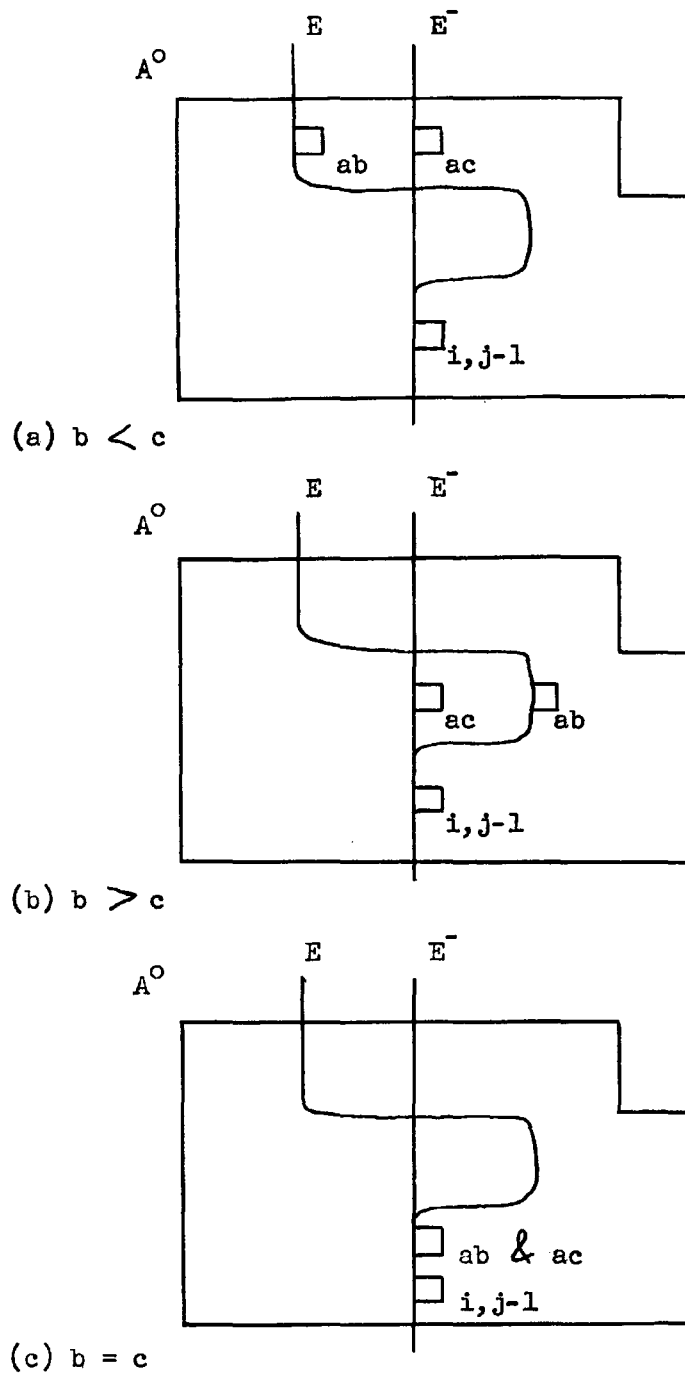 E E⁻
A°
ab ac
i,j-1
(a) b < c
E E⁻
A°
ac ab
i,j-1
(b) b > c
E E⁻
A°
ab & ac
i,j-1
(c) b = c